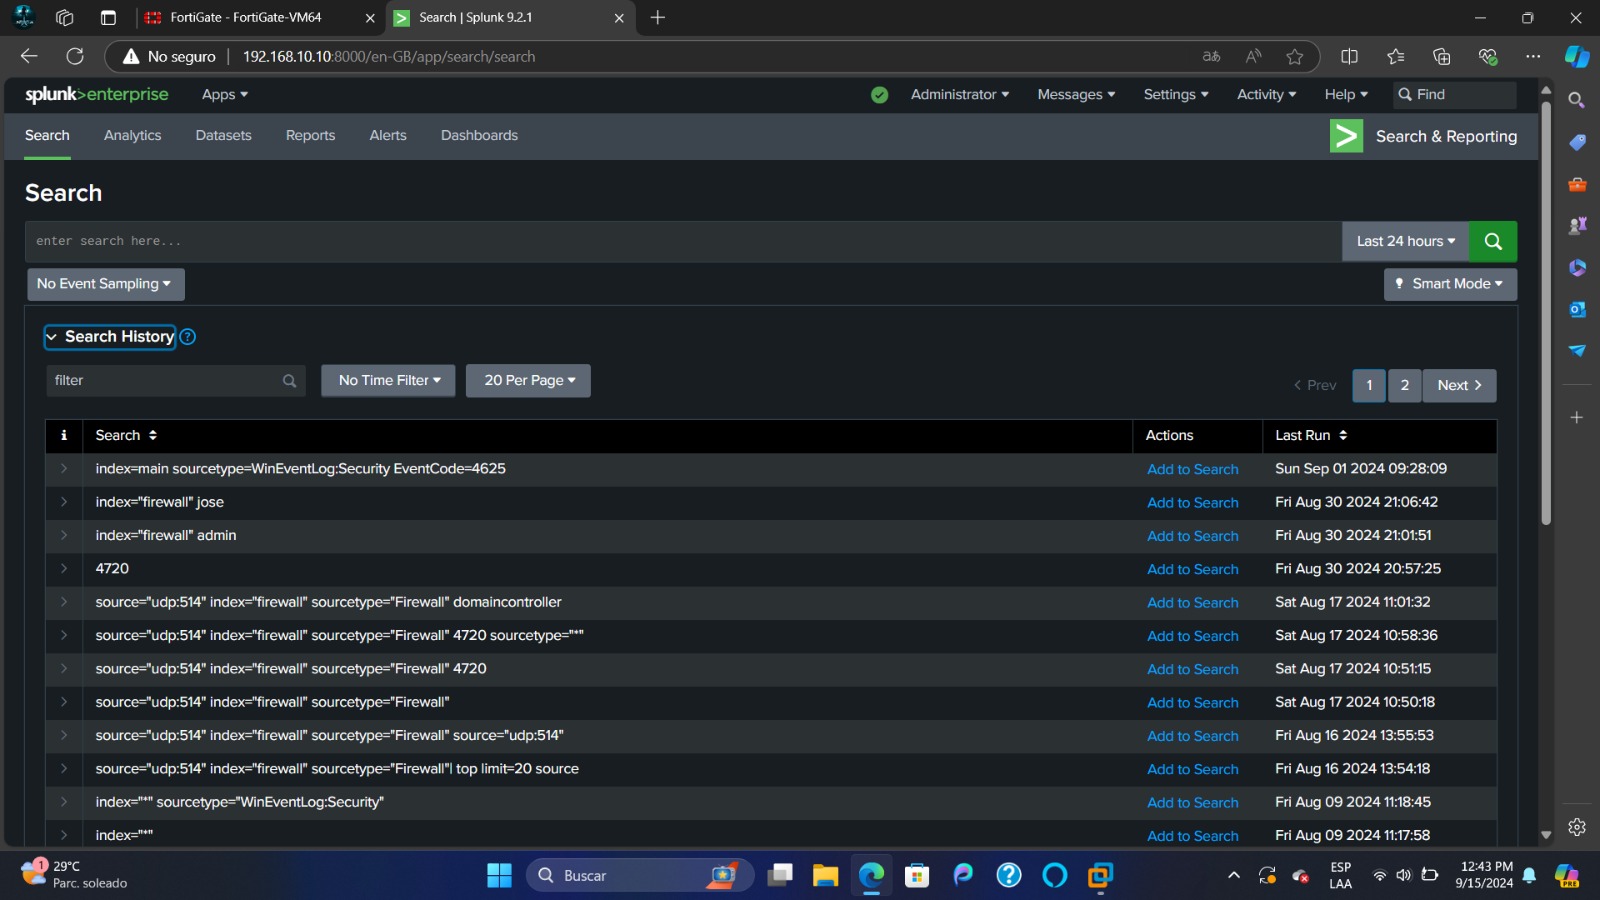 FortiGate - FortiGate-VM64
Search | Splunk 9.2.1
No seguro
192.168.10.10:8000/en-GB/app/search/search
splunk>enterprise
Apps
Administrator
Messages
Settings
Activity
Help
Find
Search
Analytics
Datasets
Reports
Alerts
Dashboards
Search & Reporting
Search
enter search here...
Last 24 hours
No Event Sampling
Smart Mode
Search History
?
filter
No Time Filter
20 Per Page
< Prev
1
2
Next >
i
Search
Actions
Last Run
index=main sourcetype=WinEventLog:Security EventCode=4625
Add to Search
Sun Sep 01 2024 09:28:09
index="firewall" jose
Add to Search
Fri Aug 30 2024 21:06:42
index="firewall" admin
Add to Search
Fri Aug 30 2024 21:01:51
4720
Add to Search
Fri Aug 30 2024 20:57:25
source="udp:514" index="firewall" sourcetype="Firewall" domaincontroller
Add to Search
Sat Aug 17 2024 11:01:32
source="udp:514" index="firewall" sourcetype="Firewall" 4720 sourcetype="*"
Add to Search
Sat Aug 17 2024 10:58:36
source="udp:514" index="firewall" sourcetype="Firewall" 4720
Add to Search
Sat Aug 17 2024 10:51:15
source="udp:514" index="firewall" sourcetype="Firewall"
Add to Search
Sat Aug 17 2024 10:50:18
source="udp:514" index="firewall" sourcetype="Firewall" source="udp:514"
Add to Search
Fri Aug 16 2024 13:55:53
source="udp:514" index="firewall" sourcetype="Firewall"| top limit=20 source
Add to Search
Fri Aug 16 2024 13:54:18
index="*" sourcetype="WinEventLog:Security"
Add to Search
Fri Aug 09 2024 11:18:45
index="*"
Add to Search
Fri Aug 09 2024 11:17:58
1
29°C
Parc. soleado
Buscar
ESP
LAA
12:43 PM
9/15/2024
PRE